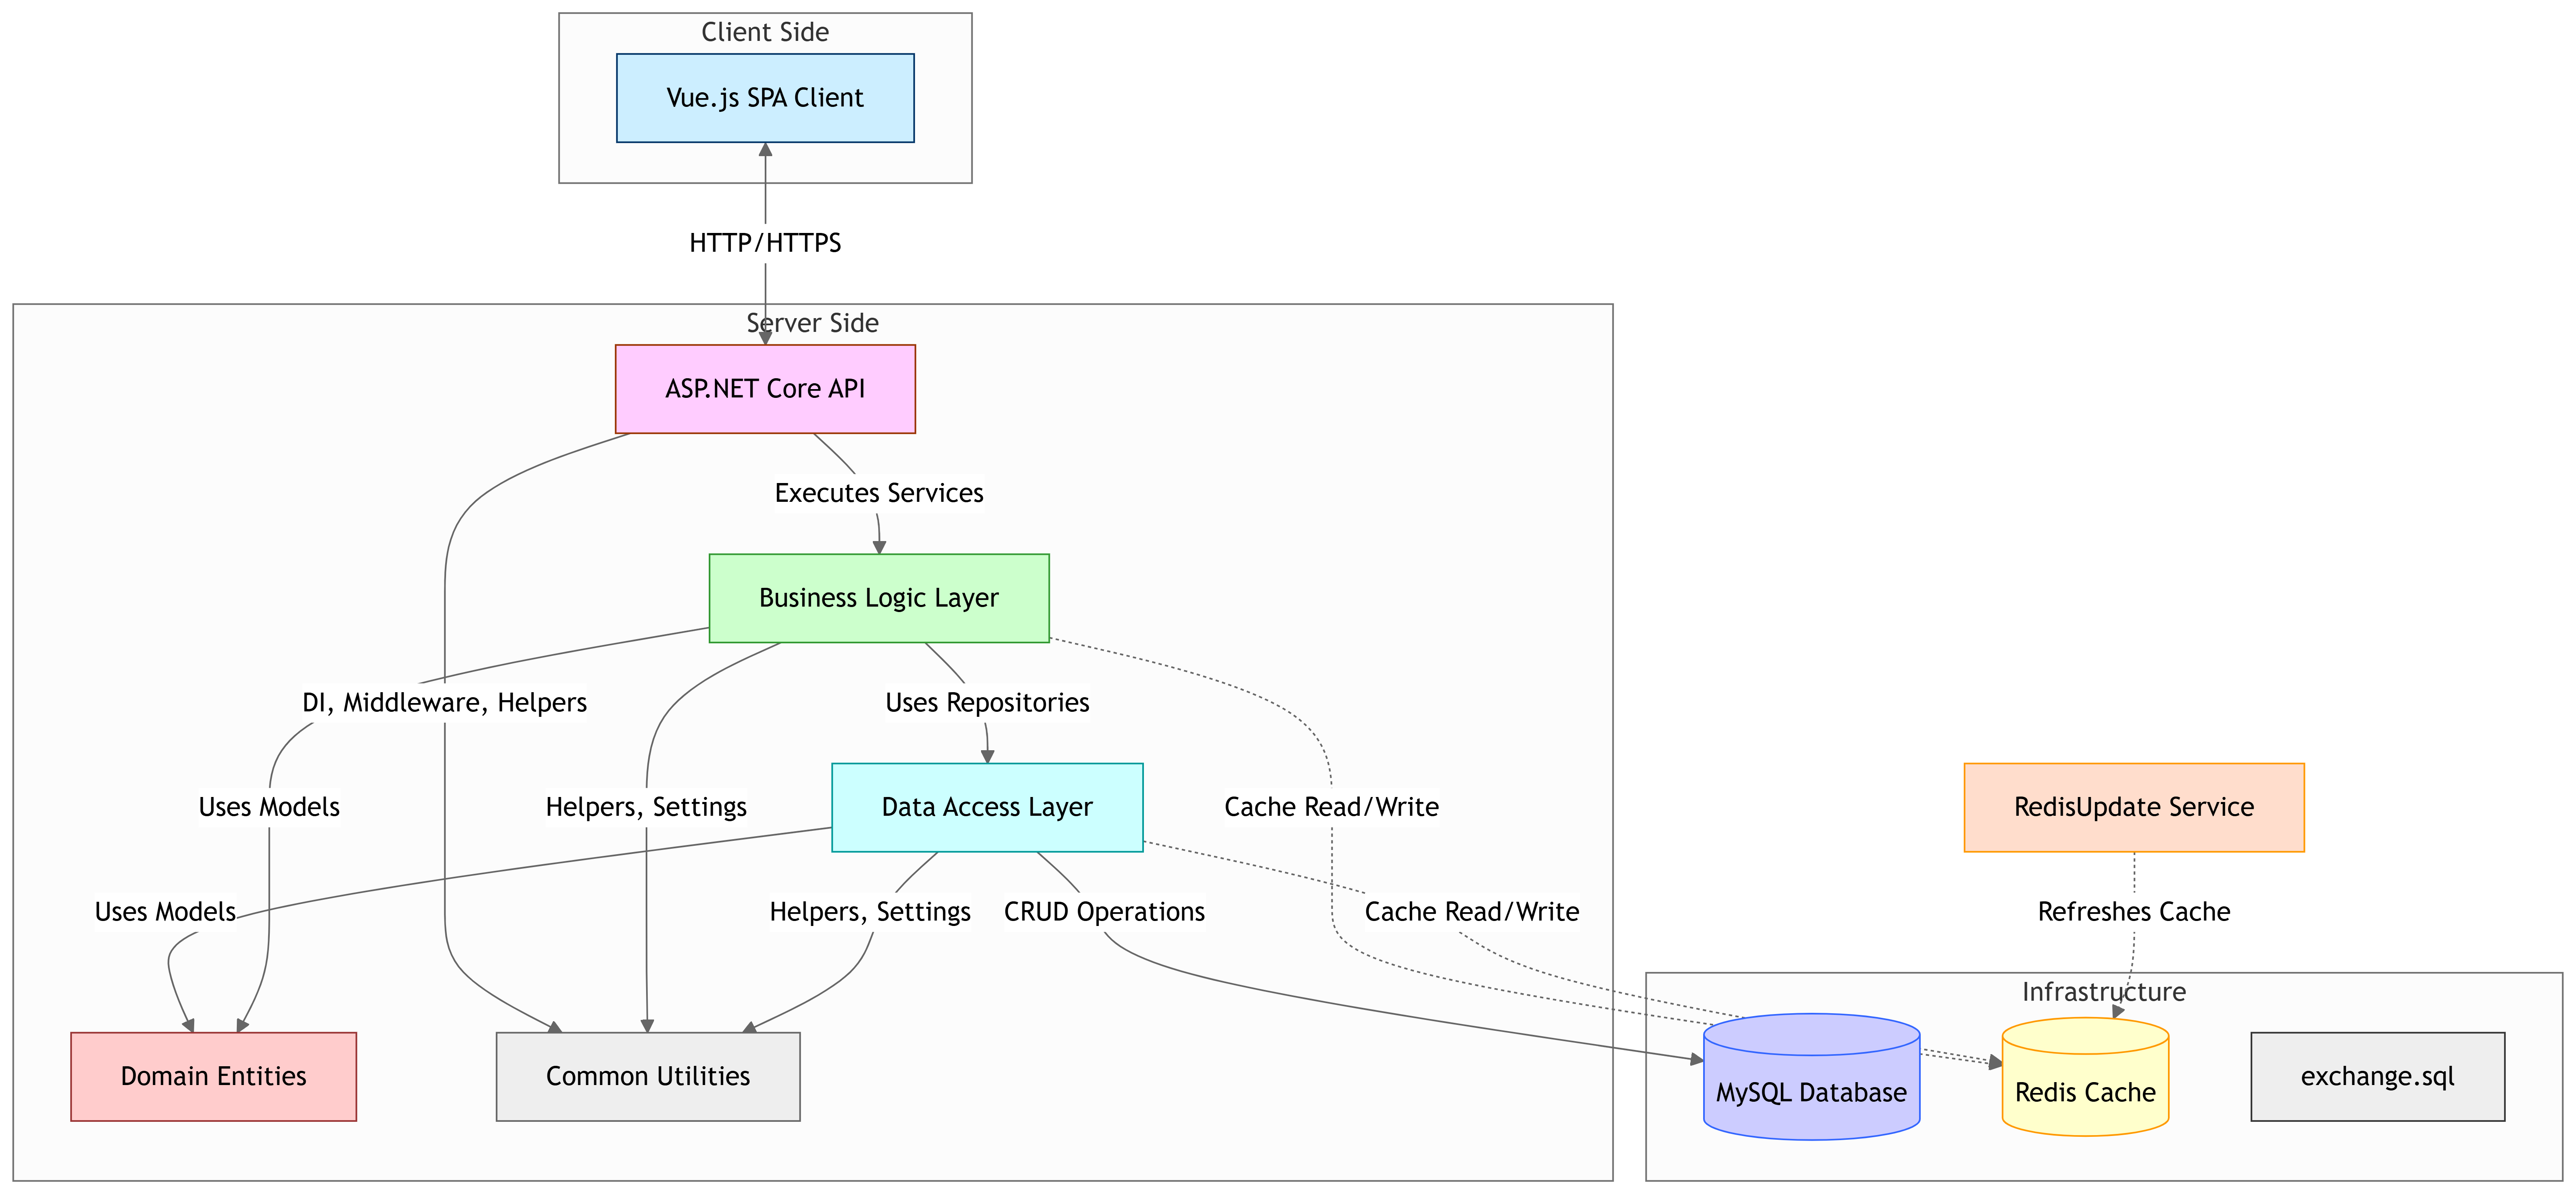 Client Side
Vue.js SPA Client
HTTP/HTTPS
Server Side
ASP.NET Core API
Executes Services
Business Logic Layer
DI, Middleware, Helpers
Uses Repositories
Uses Models
Helpers, Settings
Data Access Layer
Cache Read/Write
RedisUpdate Service
Uses Models
Helpers, Settings
CRUD Operations
Cache Read/Write
Refreshes Cache
Infrastructure
Domain Entities
Common Utilities
MySQL Database
Redis Cache
exchange.sql